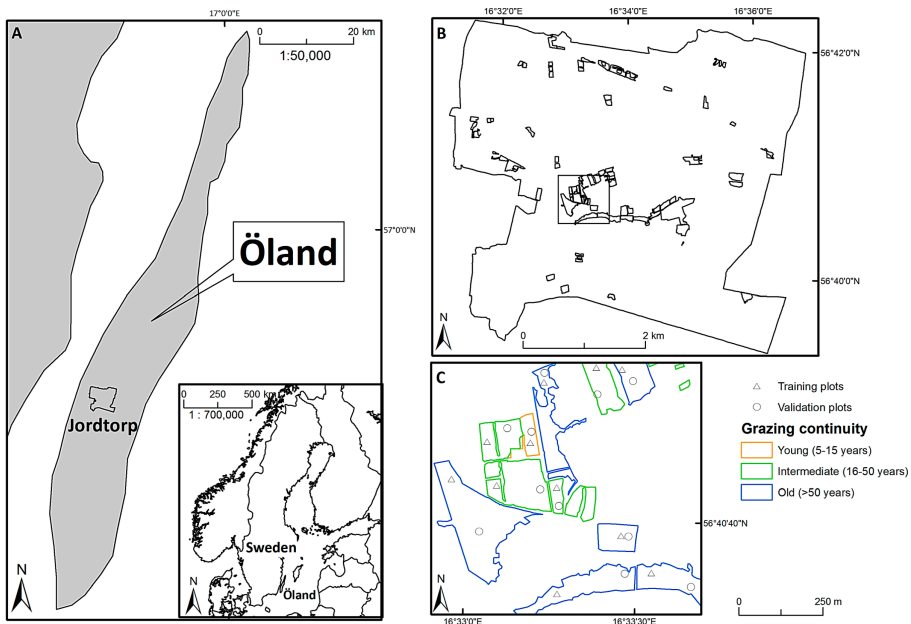 A
17°0'0"E
0 20 km
1:50,000
57°0'0"N
Öland
Jordtorp
N
0 250 500 km
1 : 700,000
Sweden
Öland
N
B
16°32'0"E 16°34'0"E 16°36'0"E
56°42'0"N
56°40'0"N
N
0 1 2 km
C
56°40'40"N
N
16°33'0"E 16°33'30"E
Training plots
Validation plots
Grazing continuity
Young (5-15 years)
Intermediate (16-50 years)
Old (>50 years)
0 250 m